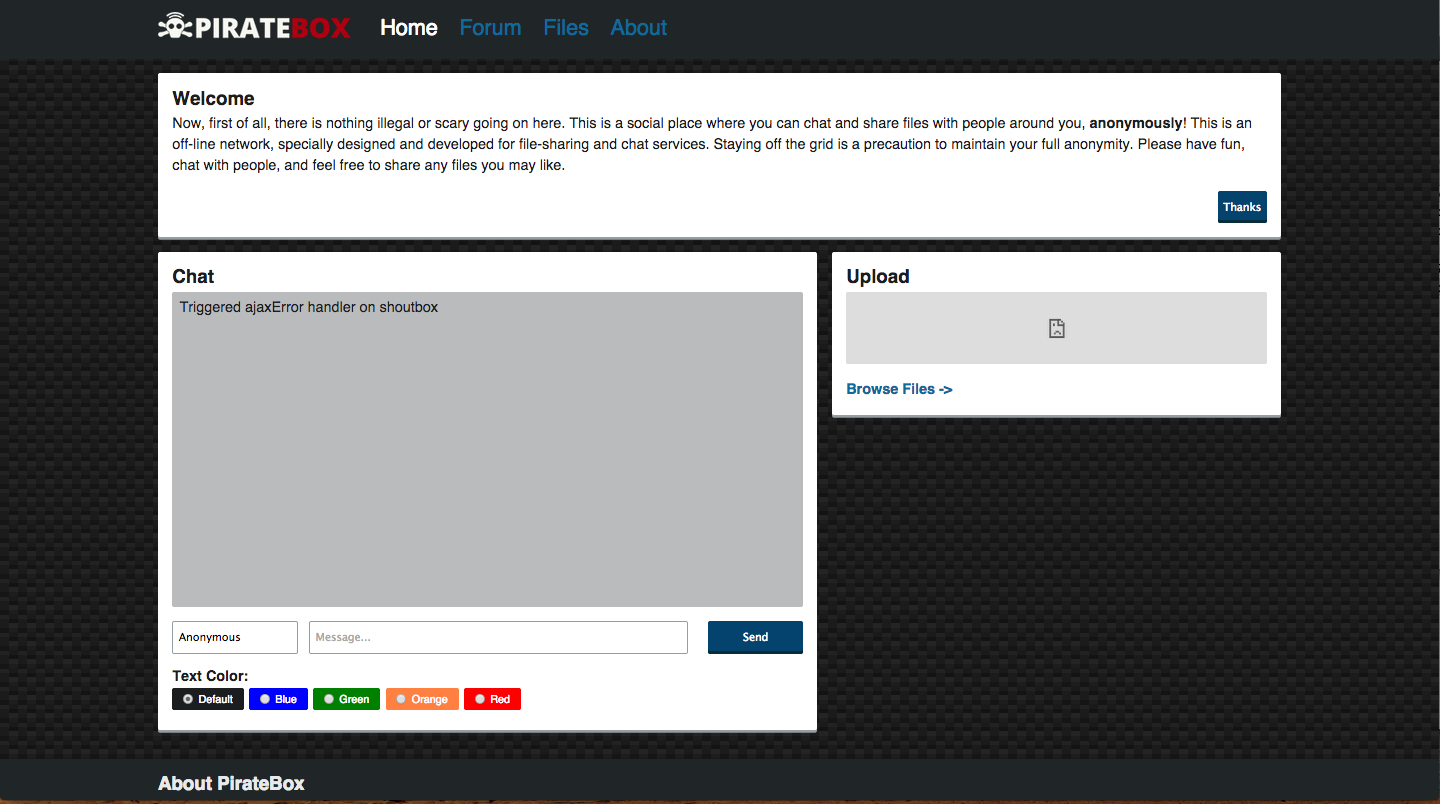 PIRATEBOX Home Forum Files About
Welcome
Now, first of all, there is nothing illegal or scary going on here. This is a social place where you can chat and share files with people around you, anonymously! This is an
off-line network, specially designed and developed for file-sharing and chat services. Staying off the grid is a precaution to maintain your full anonymity. Please have fun,
chat with people, and feel free to share any files you may like.
Thanks
Chat
Triggered ajaxError handler on shoutbox
Anonymous Message... Send
Text Color:
Default Blue Green Orange Red
Upload
Browse Files ->
About PirateBox